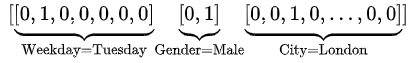 [[0, 1, 0, 0, 0, 0, 0] [0, 1] [0, 0, 1, 0, ..., 0, 0]]
Weekday=Tuesday Gender=Male City=London